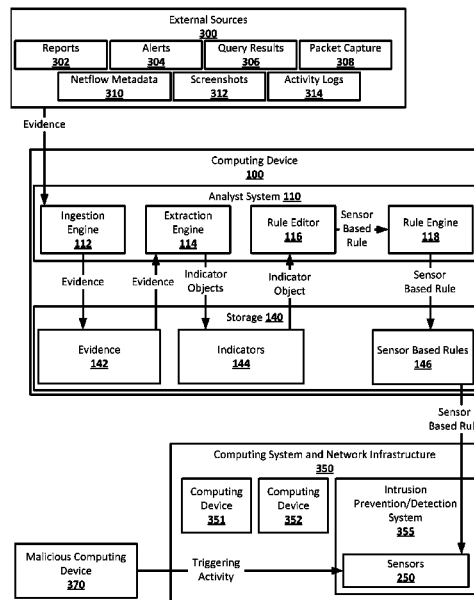 External Sources
300
Reports
302
Alerts
304
Query Results
306
Packet Capture
308
Netflow Metadata
310
Screenshots
312
Activity Logs
314
Evidence
Computing Device
100
Analyst System 110
Ingestion
Engine
112
Extraction
Engine
114
Rule Editor
116
Sensor
Based
Rule
Rule Engine
118
Evidence
Evidence
Indicator
Objects
Indicator
Object
Sensor
Based Rule
Storage 140
Evidence
142
Indicators
144
Sensor Based Rules
146
Sensor
Based Rul
Computing System and Network Infrastructure
350
Computing
Device
351
Computing
Device
352
Intrusion
Prevention/Detection
System
355
Malicious Computing
Device
370
Triggering
Activity
Sensors
250